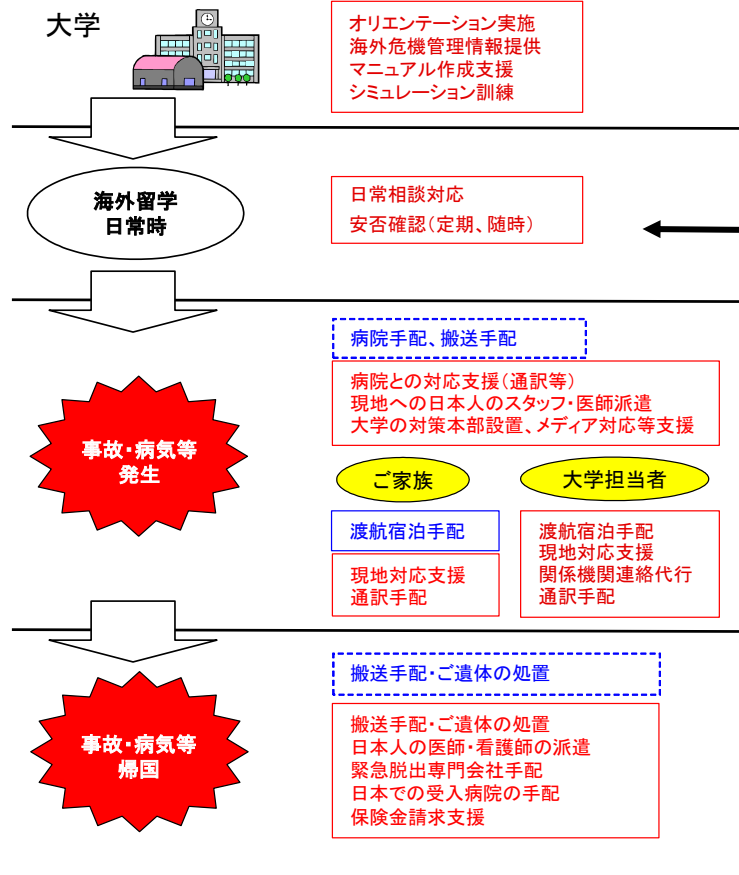 大学
オリエンテーション実施
海外危機管理情報提供
マニュアル作成支援
シミュレーション訓練
海外留学
日常時
日常相談対応
安否確認(定期、随時)
病院手配、搬送手配
病院との対応支援(通訳等)
現地への日本人のスタッフ・医師派遣
大学の対策本部設置、メディア対応等支援
事故・病気等
発生
ご家族
大学担当者
渡航宿泊手配
現地対応支援
通訳手配
渡航宿泊手配
現地対応支援
関係機関連絡代行
通訳手配
搬送手配・ご遺体の処置
事故・病気等
帰国
搬送手配・ご遺体の処置
日本人の医師・看護師の派遣
緊急脱出専門会社手配
日本での受入病院の手配
保険金請求支援